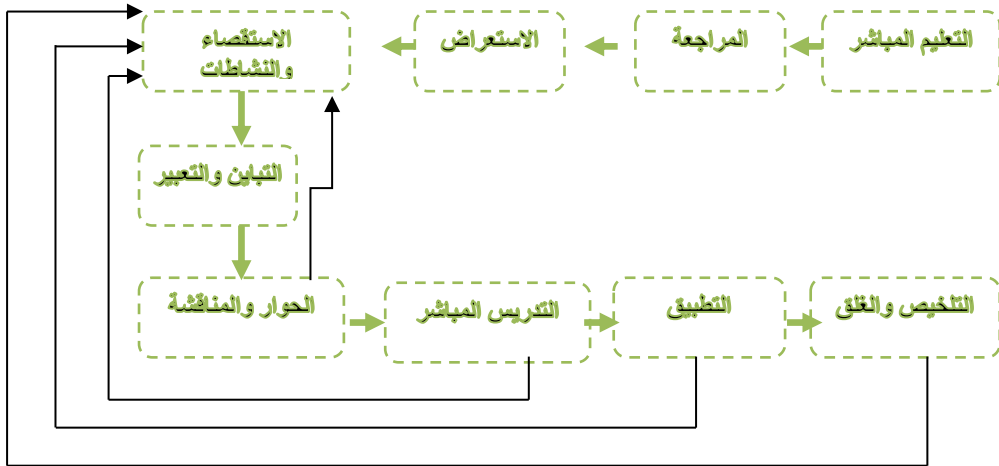 التعليم المباشر
المراجعة
الاستعراض
الاستقصاء
والنشاطات
التباين والتعبير
الحوار والمناقشة
التدريس المباشر
التطبيق
التلخيص والغلق